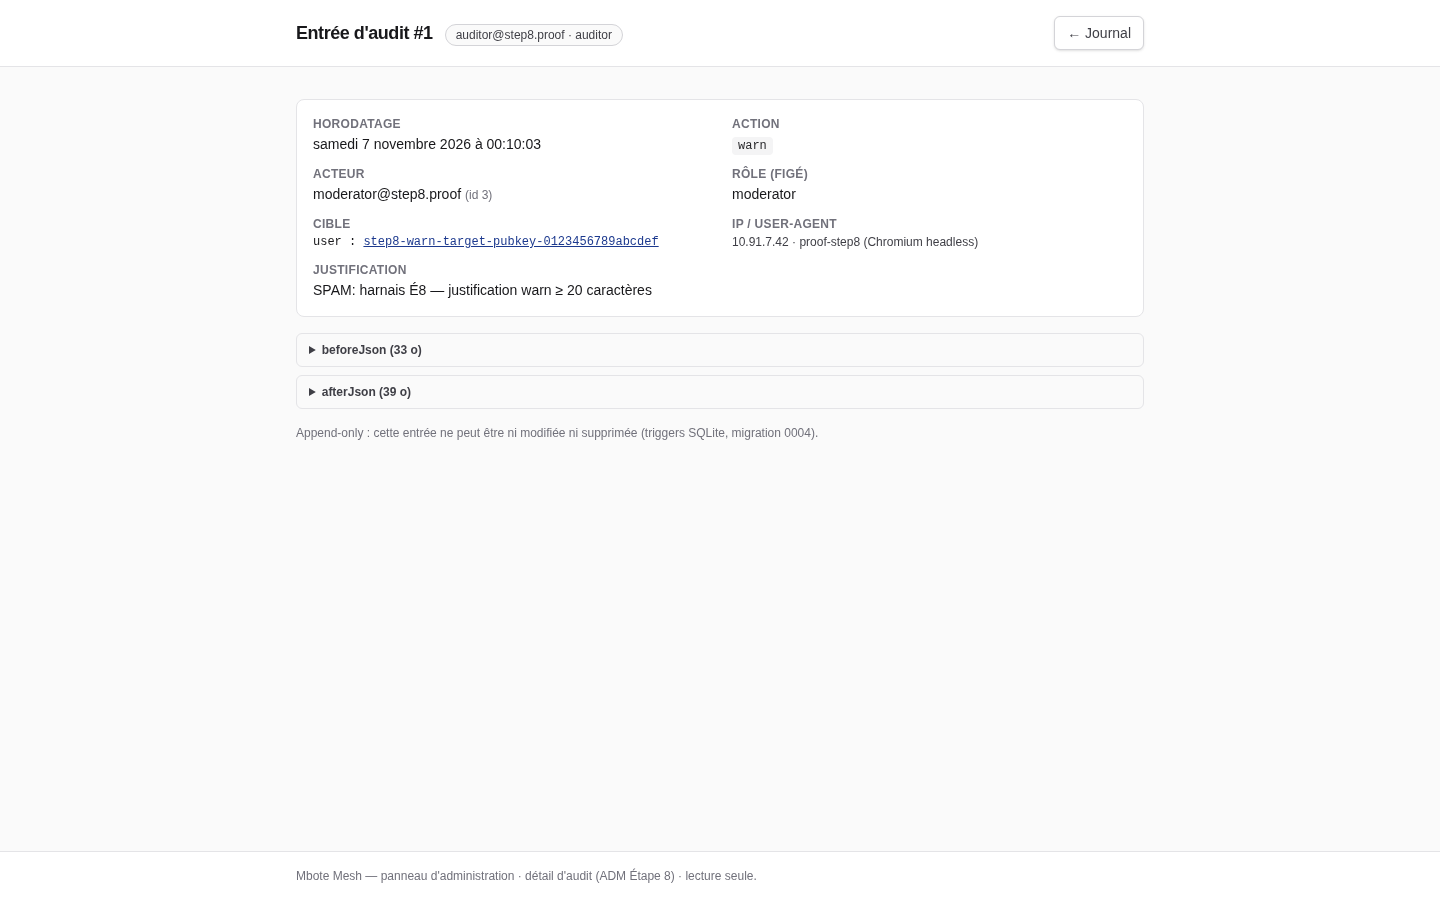 Entrée d'audit #1
auditor@step8.proof · auditor
← Journal
HORODATAGE
samedi 7 novembre 2026 à 00:10:03
ACTION
warn
ACTEUR
moderator@step8.proof (id 3)
RÔLE (FIGÉ)
moderator
CIBLE
user : step8-warn-target-pubkey-0123456789abcdef
IP / USER-AGENT
10.91.7.42 · proof-step8 (Chromium headless)
JUSTIFICATION
SPAM: harnais É8 — justification warn ≥ 20 caractères
▶ beforeJson (33 o)
▶ afterJson (39 o)
Append-only : cette entrée ne peut être ni modifiée ni supprimée (triggers SQLite, migration 0004).
Mbote Mesh — panneau d'administration · détail d'audit (ADM Étape 8) · lecture seule.